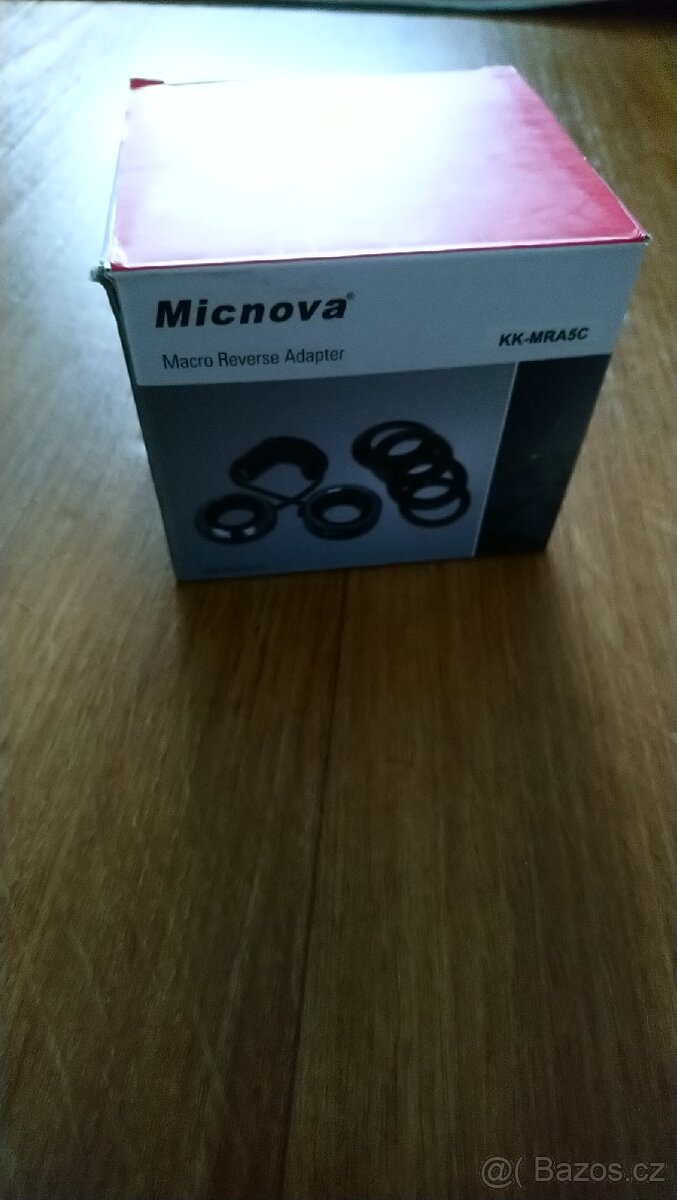 Micnova®
KK-MRA5C
Macro Reverse Adapter
@( Bazos.cz